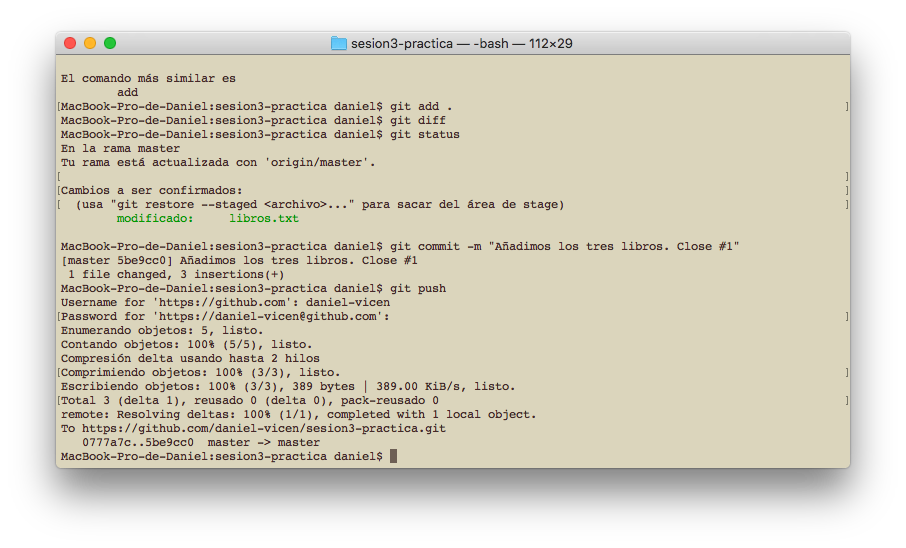 sesion3-practica — -bash — 112×29
El comando más similar es
        add
[MacBook-Pro-de-Daniel:sesion3-practica daniel$ git add .                                                        ]
MacBook-Pro-de-Daniel:sesion3-practica daniel$ git diff
MacBook-Pro-de-Daniel:sesion3-practica daniel$ git status
En la rama master
Tu rama está actualizada con 'origin/master'.
[                                                                                                                ]
[Cambios a ser confirmados:                                                                                      ]
[  (usa "git restore --staged <archivo>..." para sacar del área de stage)                                        ]
        modificado:     libros.txt
MacBook-Pro-de-Daniel:sesion3-practica daniel$ git commit -m "Añadimos los tres libros. Close #1"
[master 5be9cc0] Añadimos los tres libros. Close #1
 1 file changed, 3 insertions(+)
MacBook-Pro-de-Daniel:sesion3-practica daniel$ git push
Username for 'https://github.com': daniel-vicen
[Password for 'https://daniel-vicen@github.com':                                                                 ]
Enumerando objetos: 5, listo.
Contando objetos: 100% (5/5), listo.
Compresión delta usando hasta 2 hilos
[Comprimiendo objetos: 100% (3/3), listo.                                                                        ]
Escribiendo objetos: 100% (3/3), 389 bytes | 389.00 KiB/s, listo.
[Total 3 (delta 1), reusado 0 (delta 0), pack-reusado 0                                                          ]
remote: Resolving deltas: 100% (1/1), completed with 1 local object.
To https://github.com/daniel-vicen/sesion3-practica.git
   0777a7c..5be9cc0  master -> master
MacBook-Pro-de-Daniel:sesion3-practica daniel$